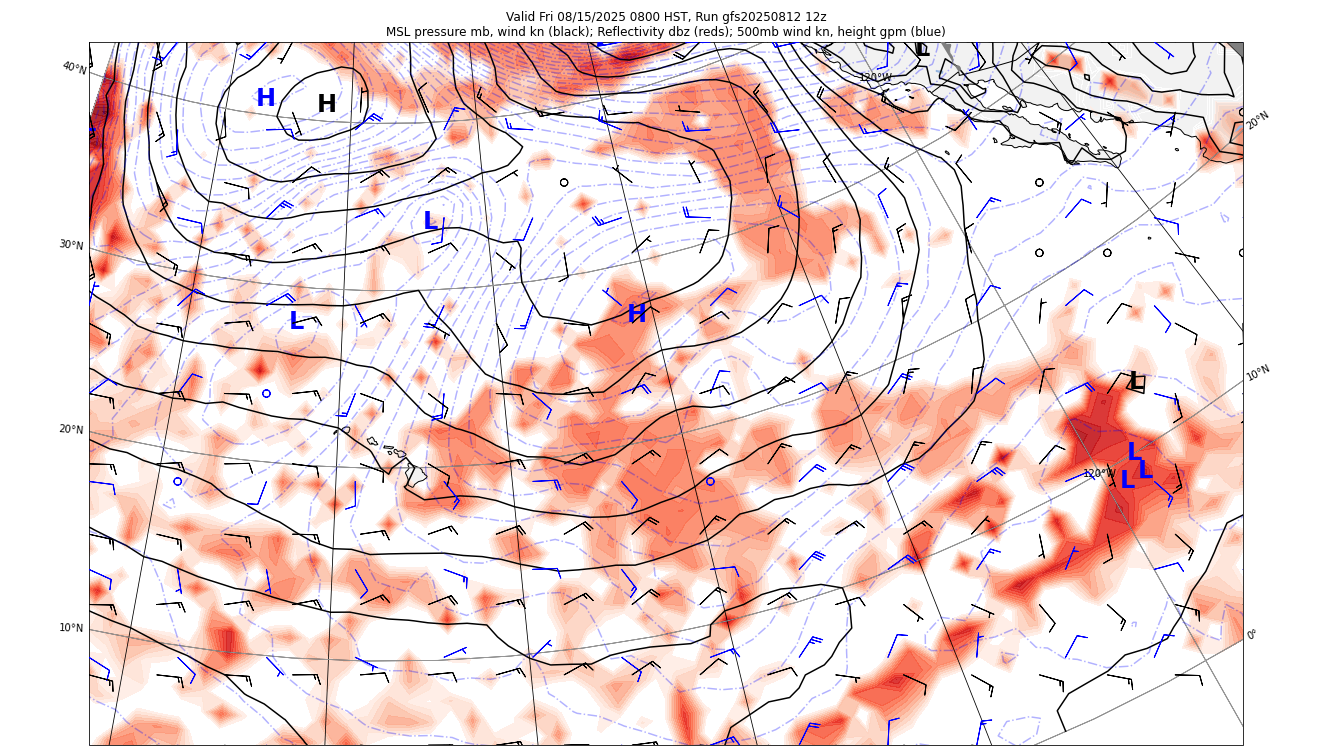 Valid Fri 08/15/2025 0800 HST, Run gfs20250812 12z
MSL pressure mb, wind kn (black); Reflectivity dbz (reds); 500mb wind kn, height gpm (blue)
L
40°N
120°W
H
H
20°N
L
30°N
H
L
10°N
L
20°N
L
L
120°W
L
10°N
0°